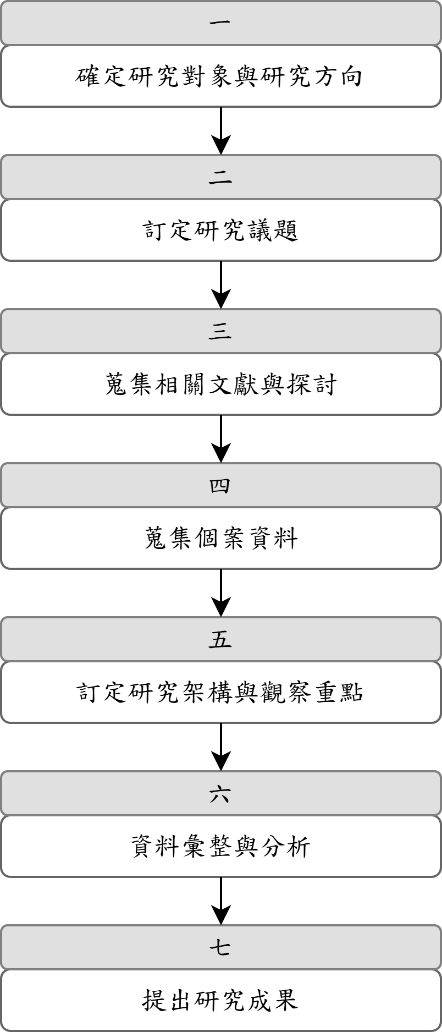 一
確定研究對象與研究方向
二
訂定研究議題
三
蒐集相關文獻與探討
四
蒐集個案資料
五
訂定研究架構與觀察重點
六
資料彙整與分析
七
提出研究成果